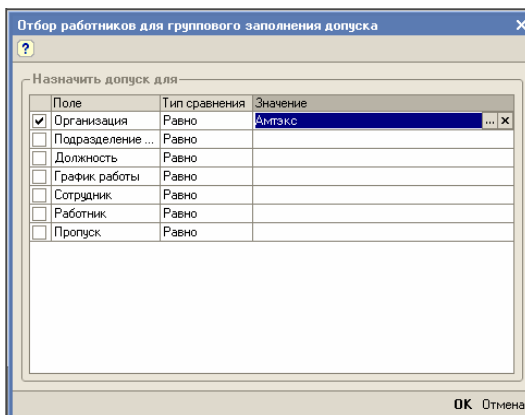 Отбор работников для группового заполнения допуска
?
Назначить допуск для
Поле Тип сравнения Значение
Организация Равно Амтэкс ... x
Подразделение ... Равно
Должность Равно
График работы Равно
Сотрудник Равно
Работник Равно
Пропуск Равно
OK Отмена